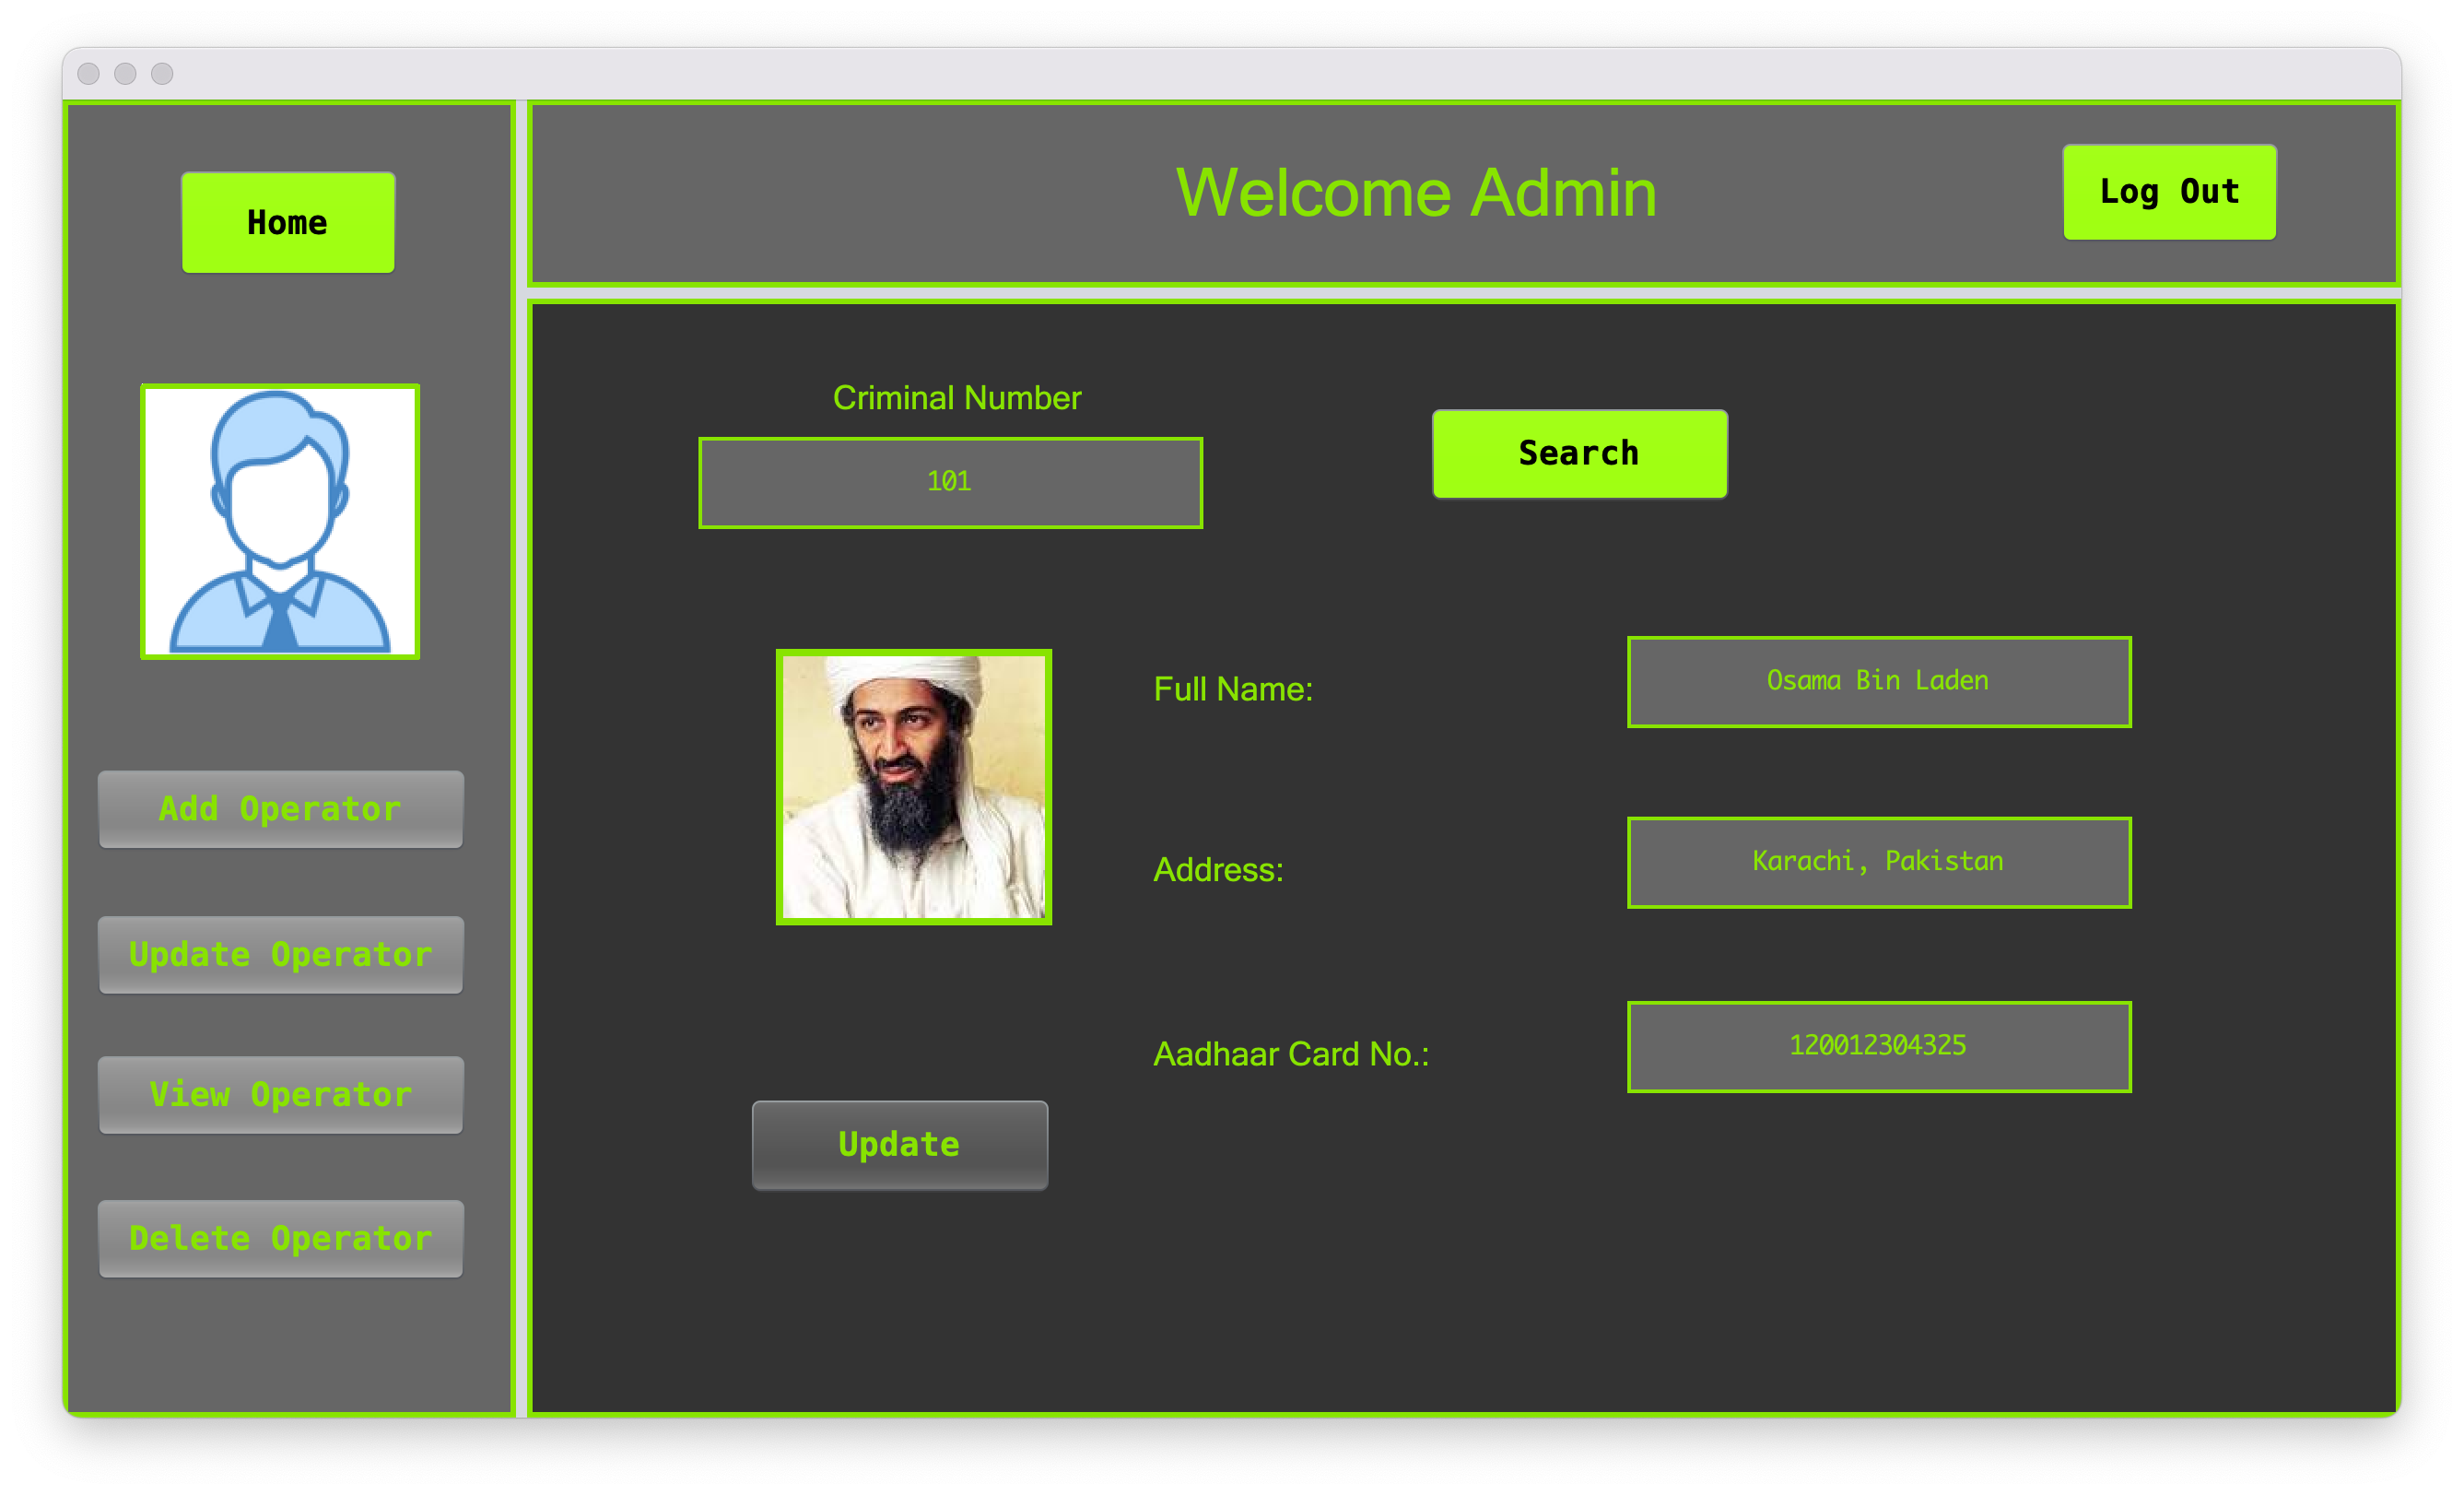 Home
Welcome Admin
Log Out
Criminal Number
101
Search
Full Name:
Osama Bin Laden
Add Operator
Address:
Karachi, Pakistan
Update Operator
Aadhaar Card No.:
120012304325
View Operator
Update
Delete Operator